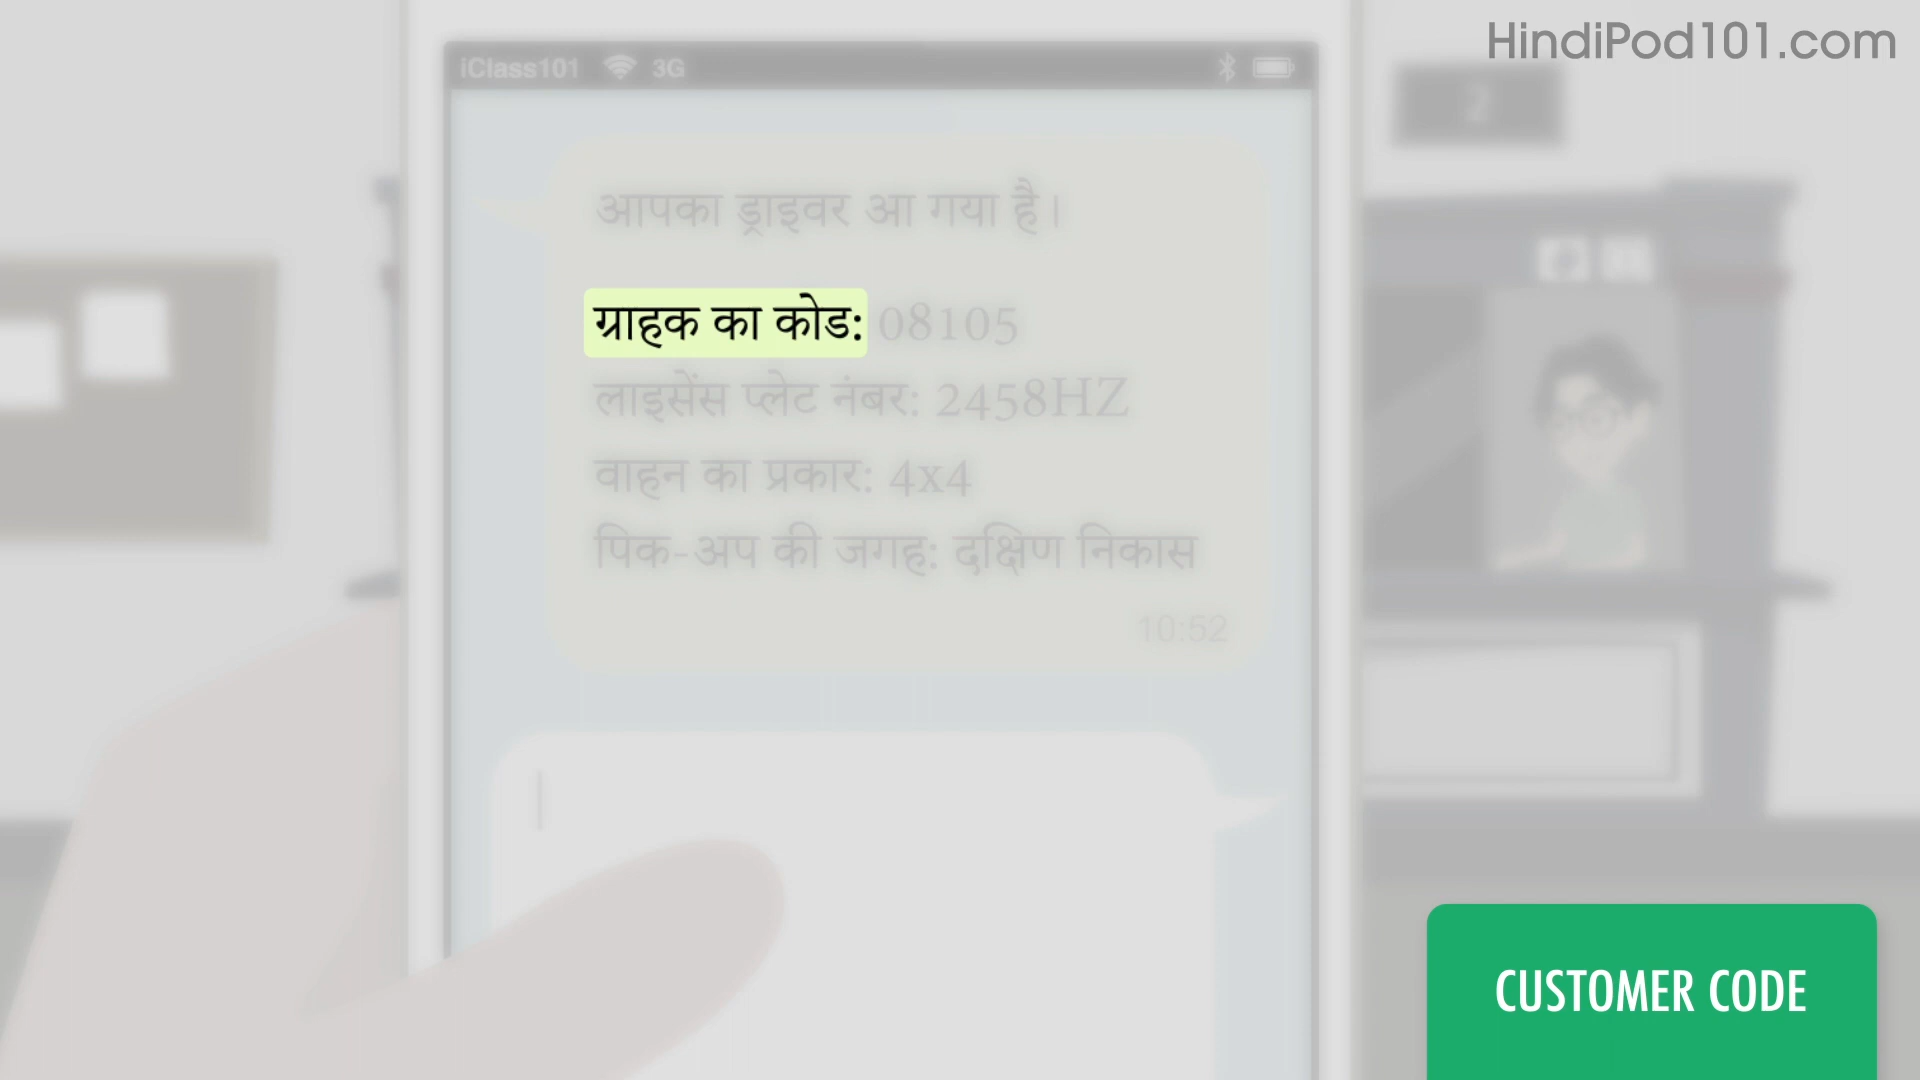 HindiPod101.com
iClass101 3G
2
आपका ड्राइवर आ गया है।
ग्राहक का कोड: 08105
लाइसेंस प्लेट नंबर: 2458HZ
वाहन का प्रकार: 4x4
पिक-अप की जगह: दक्षिण निकास
10:52
CUSTOMER CODE